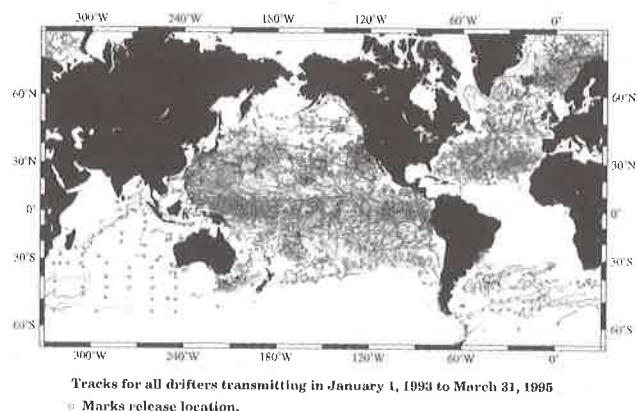 300°W 240°W 180°W 120°W 60°W 0°
60°N 60°N
30°N 30°N
0° 0°
30°S 30°S
60°S 60°S
300°W 240°W 180°W 120°W 60°W 0°
Tracks for all drifters transmitting in January 1, 1993 to March 31, 1995
Marks release location.